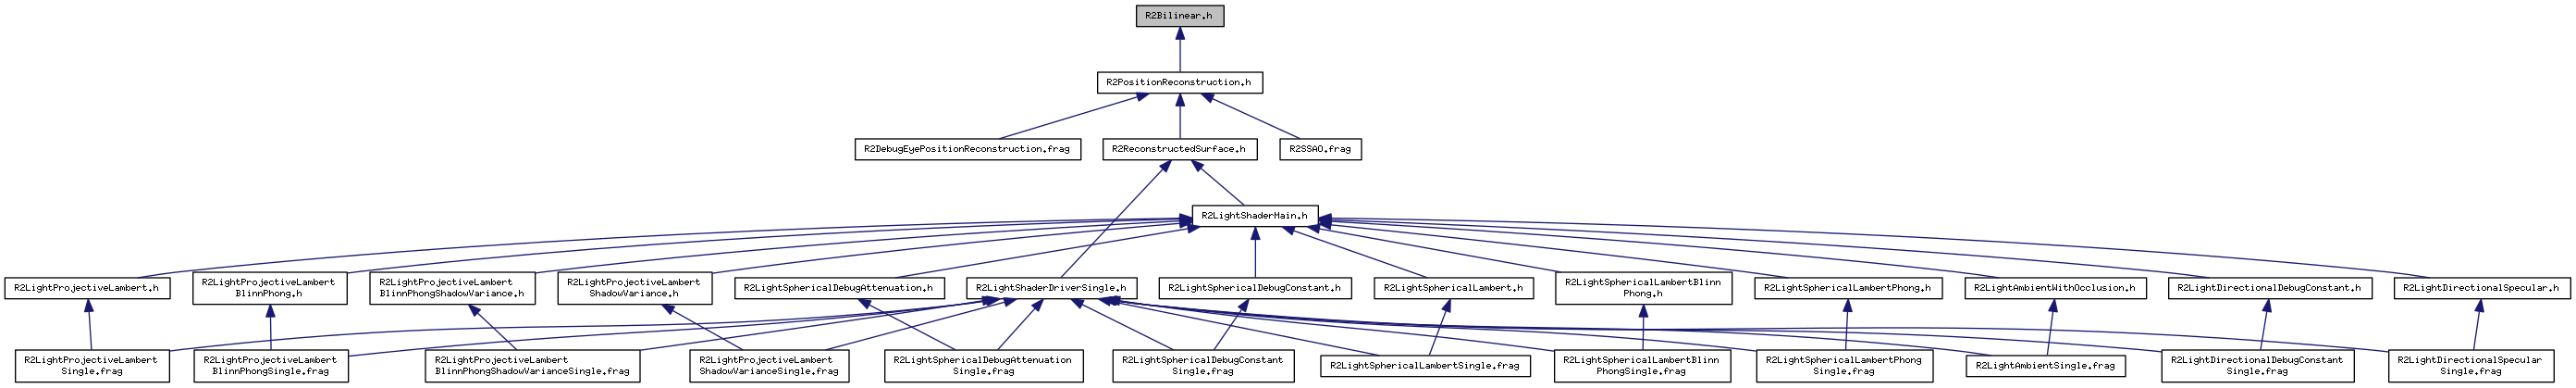 R2Bilinear.h
R2PositionReconstruction.h
R2DebugEyePositionReconstruction.frag
R2ReconstructedSurface.h
R2SSAO.frag
R2LightShaderMain.h
R2LightProjectiveLambert.h
R2LightProjectiveLambert
BlinnPhong.h
R2LightProjectiveLambert
BlinnPhongShadowVariance.h
R2LightProjectiveLambert
ShadowVariance.h
R2LightSphericalDebugAttenuation.h
R2LightShaderDriverSingle.h
R2LightSphericalDebugConstant.h
R2LightSphericalLambert.h
R2LightSphericalLambertBlinn
Phong.h
R2LightSphericalLambertPhong.h
R2LightAmbientWithOcclusion.h
R2LightDirectionalDebugConstant.h
R2LightDirectionalSpecular.h
R2LightProjectiveLambert
Single.frag
R2LightProjectiveLambert
BlinnPhongSingle.frag
R2LightProjectiveLambert
BlinnPhongShadowVarianceSingle.frag
R2LightProjectiveLambert
ShadowVarianceSingle.frag
R2LightSphericalDebugAttenuation
Single.frag
R2LightSphericalDebugConstant
Single.frag
R2LightSphericalLambertSingle.frag
R2LightSphericalLambertBlinn
PhongSingle.frag
R2LightSphericalLambertPhong
Single.frag
R2LightAmbientSingle.frag
R2LightDirectionalDebugConstant
Single.frag
R2LightDirectionalSpecular
Single.frag